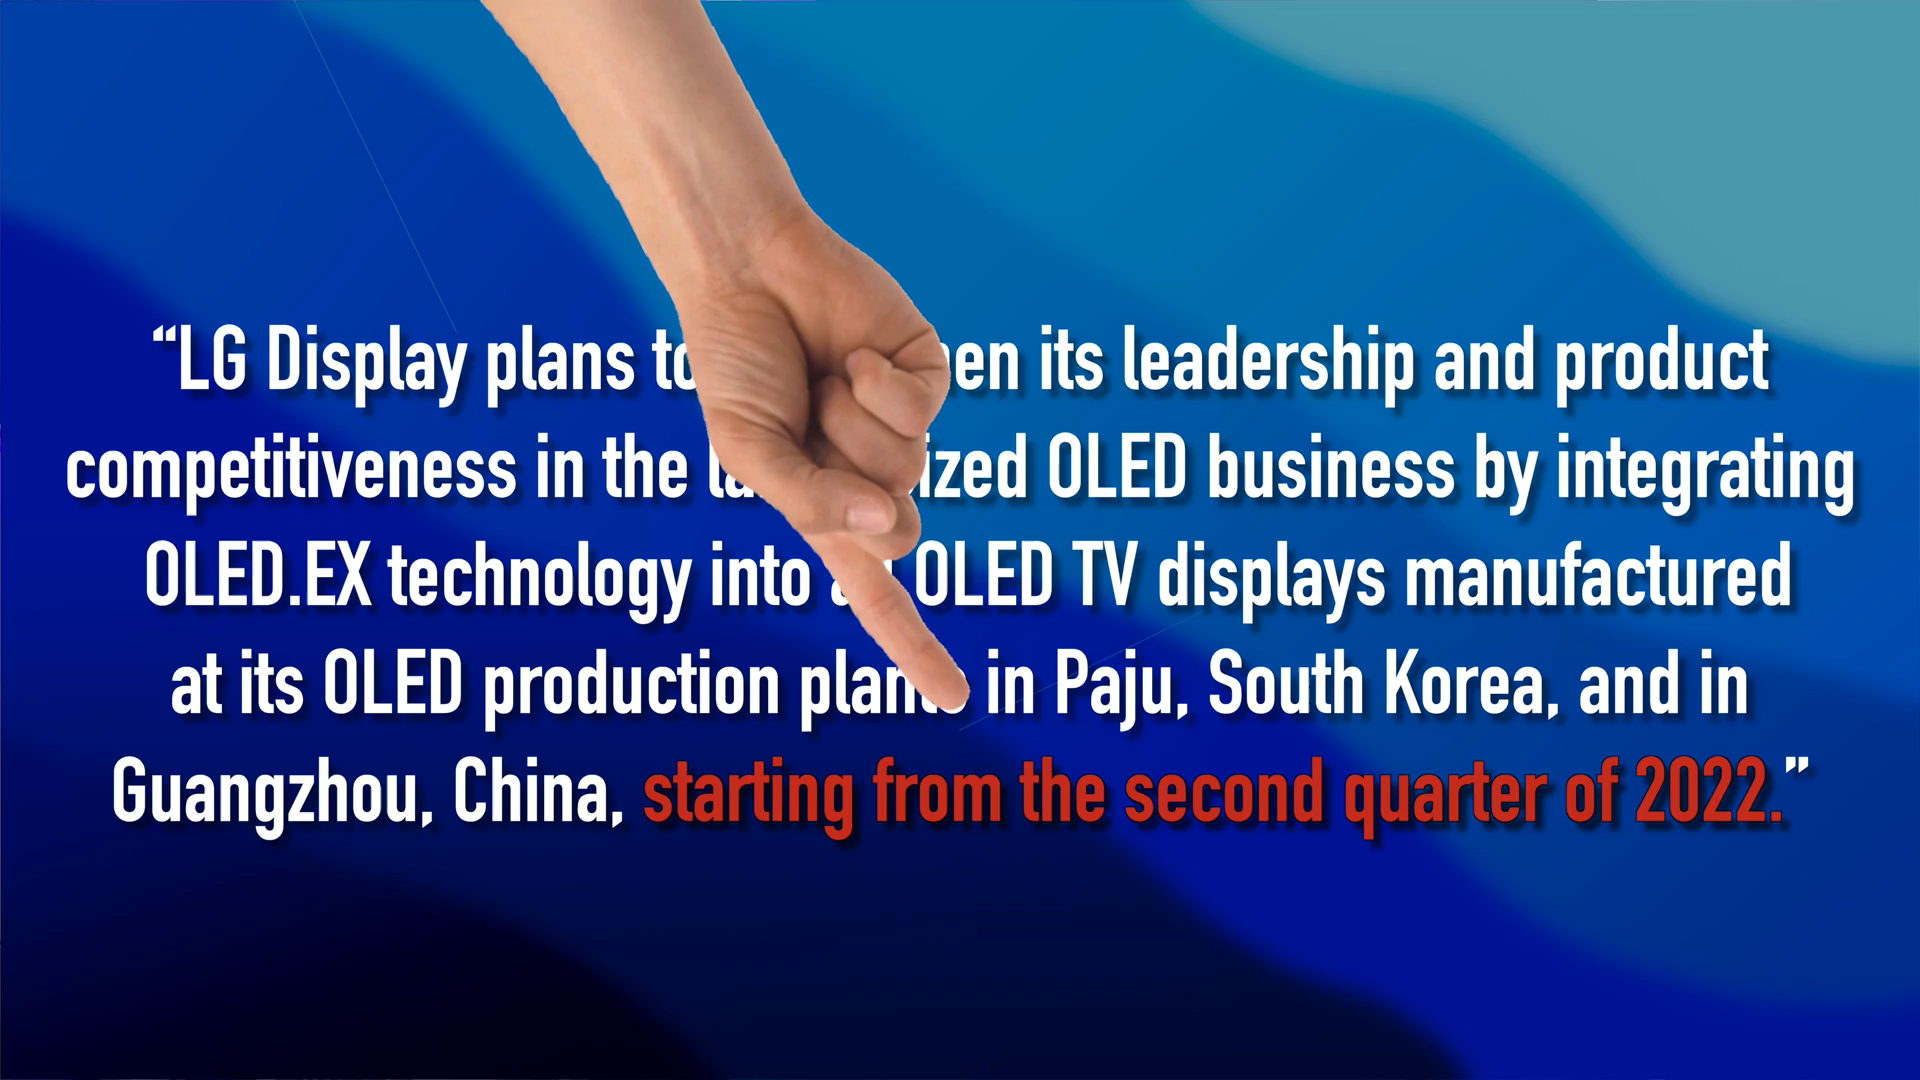 “LG Display plans to its leadership and product
competitiveness in the OLED business by integrating
OLED.EX technology into OLED TV displays manufactured
at its OLED production plants in Paju, South Korea, and in
Guangzhou, China, starting from the second quarter of 2022.”